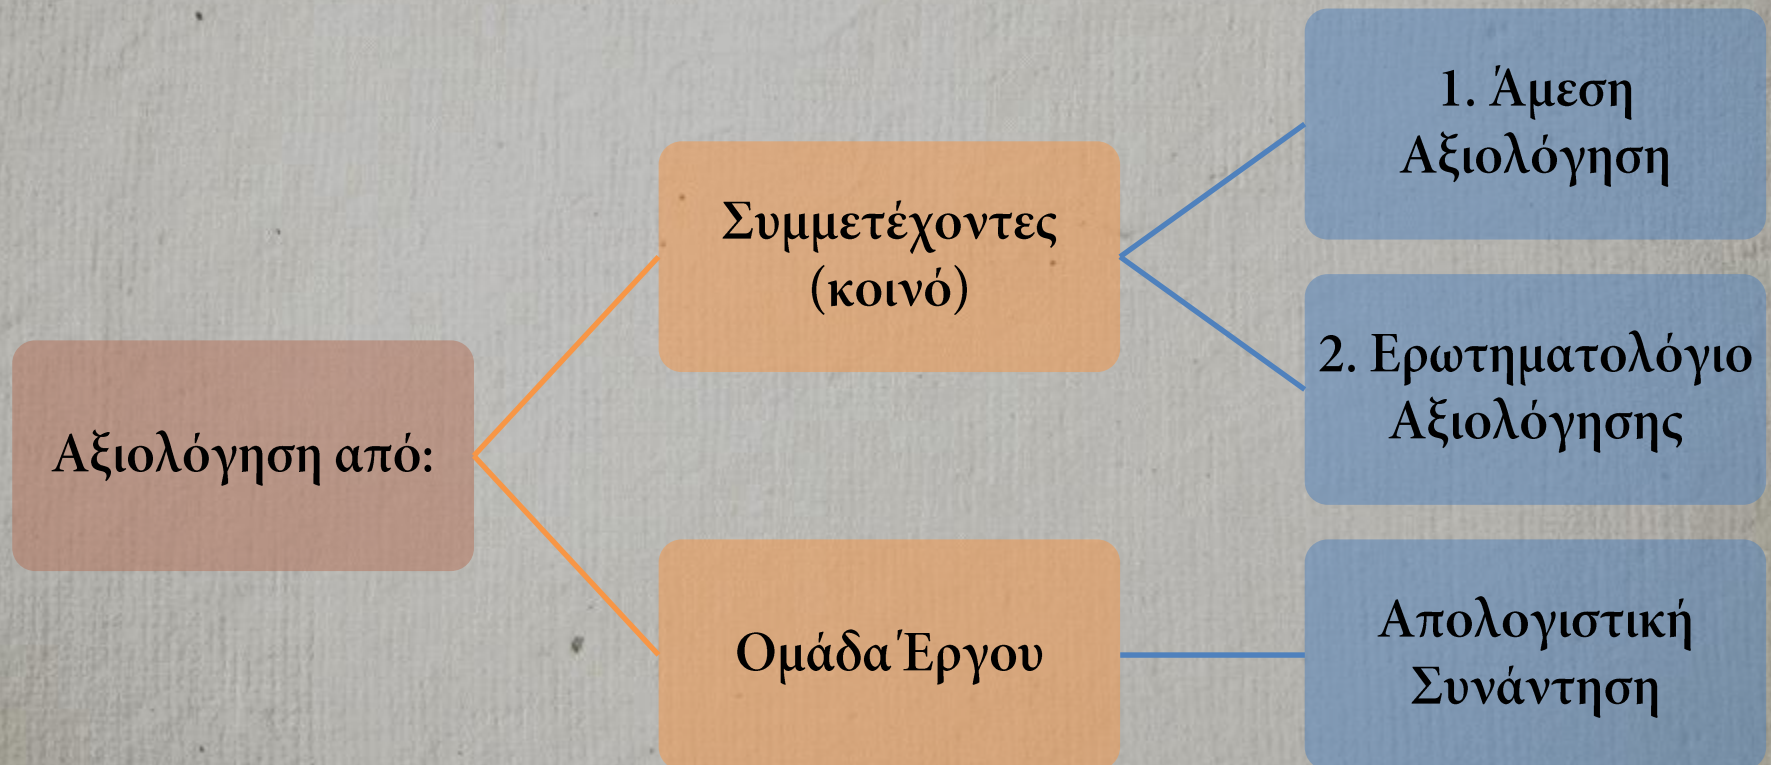 Αξιολόγηση από:
Συμμετέχοντες
(κοινό)
1. Άμεση
Αξιολόγηση
2. Ερωτηματολόγιο
Αξιολόγησης
Ομάδα Έργου
Απολογιστική
Συνάντηση